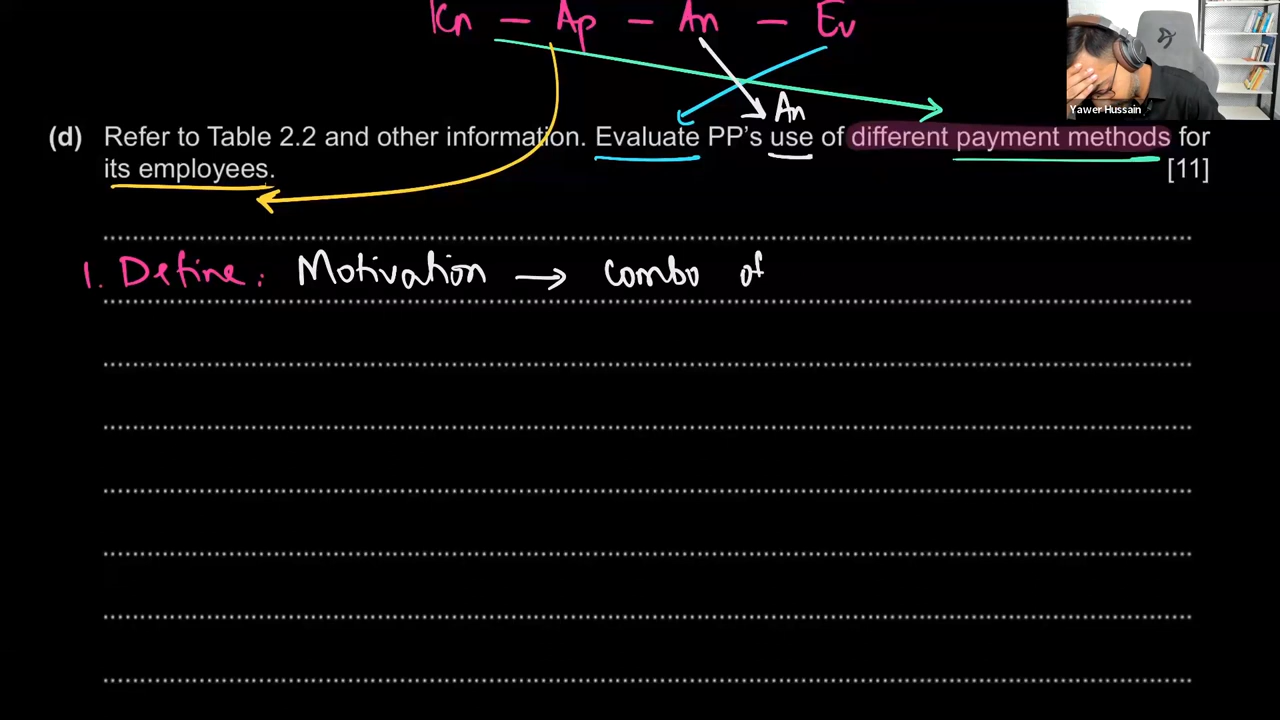 Kn — Ap — An — Ev
Yawer Hussain
An
(d) Refer to Table 2.2 and other information. Evaluate PP's use of different payment methods for
its employees. [11]
1. Define: Motivation → combo of